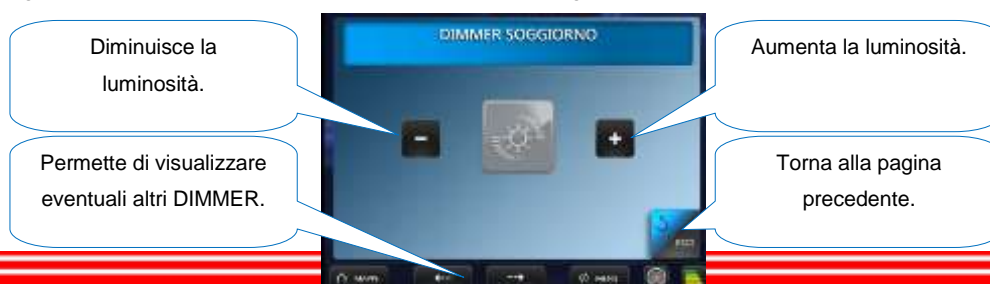 Diminuisce la
luminosità.
DIMMER SOGGIORNO
Aumenta la luminosità.
-
+
Permette di visualizzare
eventuali altri DIMMER.
Torna alla pagina
precedente.